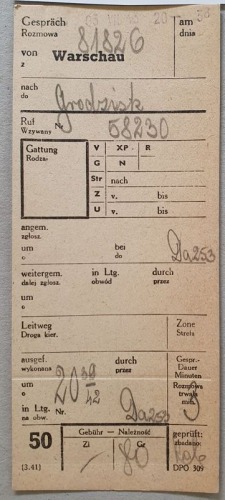 Gespräch 81826 am
Rozmowa dnia
von Warschau
z
nach
do Grodzisk
Ruf Nr. 58230
Wzywany
Gattung V XP R
Rodzaj G N
Str nach
Z v. bis
U v. bis
angem.
zgłosz.
um bei
o do Da253
weitergem. in Ltg. durch
dalej zgłosz. obwód przez
um
o
Leitweg Zone
Droga kier. Strefa
ausgef. durch Gespr.-
wykonana przez Dauer
Minuten
um 20 39/42 Rozmowa
o trwała
min.
in Ltg. Nr. Da253 3
na obw.
50 Gebühr — Należność geprüft:
Zł Gr zbadano:
/ 80
(3.41) DPO 309